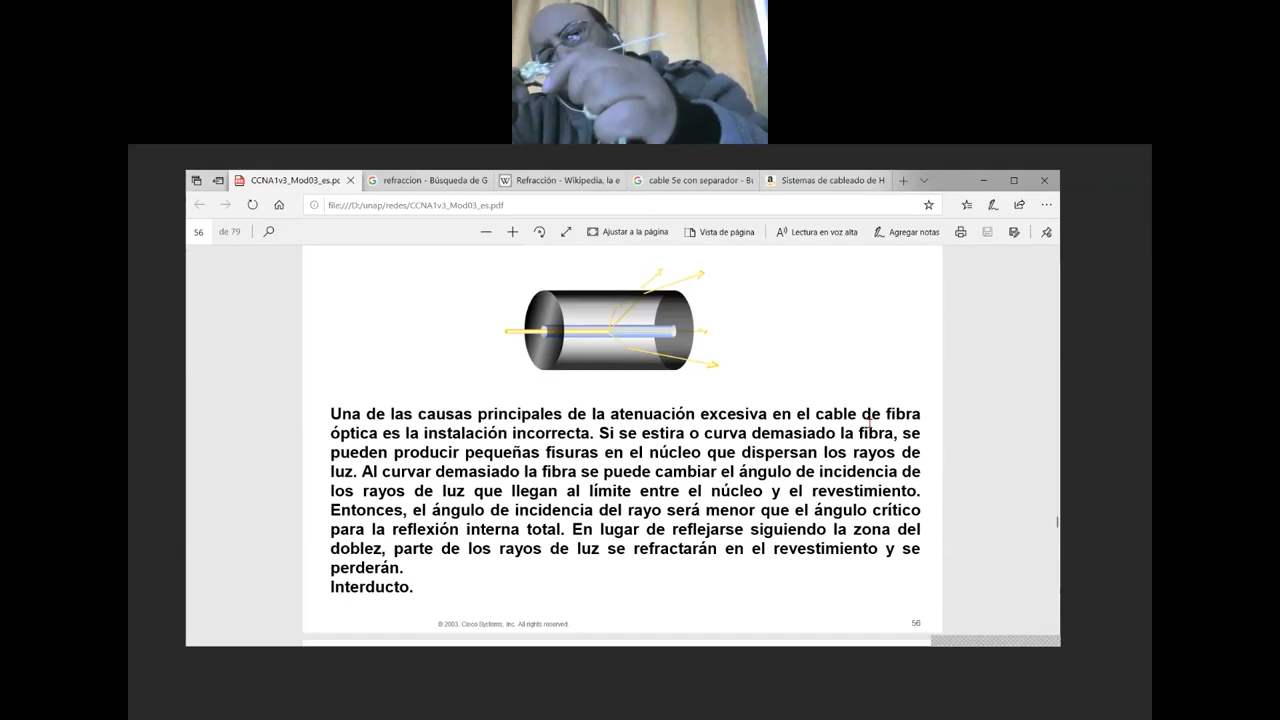 CCNA1v3_Mod03_es.pc
refraccion - Búsqueda de G
Refracción - Wikipedia, la e
cable 5e con separador - Bu
Sistemas de cableado de H
file:///D:/unap/redes/CCNA1v3_Mod03_es.pdf
56 de 79 Ajustar a la página Vista de página Lectura en voz alta Agregar notas
Una de las causas principales de la atenuación excesiva en el cable de fibra
óptica es la instalación incorrecta. Si se estira o curva demasiado la fibra, se
pueden producir pequeñas fisuras en el núcleo que dispersan los rayos de
luz. Al curvar demasiado la fibra se puede cambiar el ángulo de incidencia de
los rayos de luz que llegan al límite entre el núcleo y el revestimiento.
Entonces, el ángulo de incidencia del rayo será menor que el ángulo crítico
para la reflexión interna total. En lugar de reflejarse siguiendo la zona del
doblez, parte de los rayos de luz se refractarán en el revestimiento y se
perderán.
Interducto.
© 2003, Cisco Systems, Inc. All rights reserved. 56